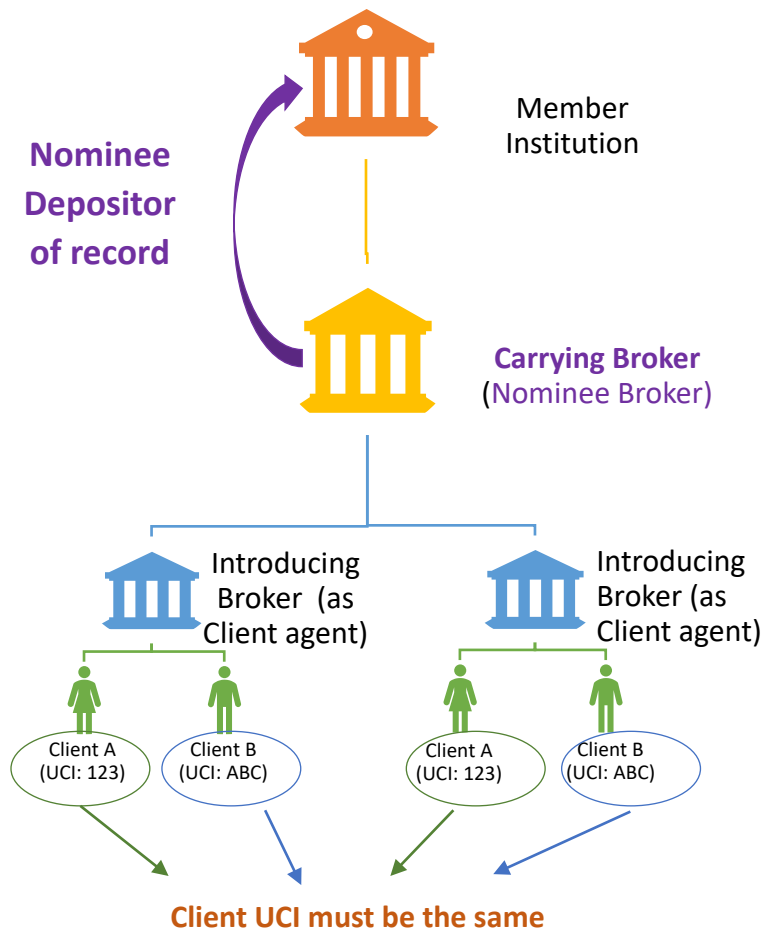 Member
Institution
Nominee
Depositor
of record
Carrying Broker
(Nominee Broker)
Introducing
Broker (as
Client agent)
Introducing
Broker (as
Client agent)
Client A
(UCI: 123)
Client B
(UCI: ABC)
Client A
(UCI: 123)
Client B
(UCI: ABC)
Client UCI must be the same